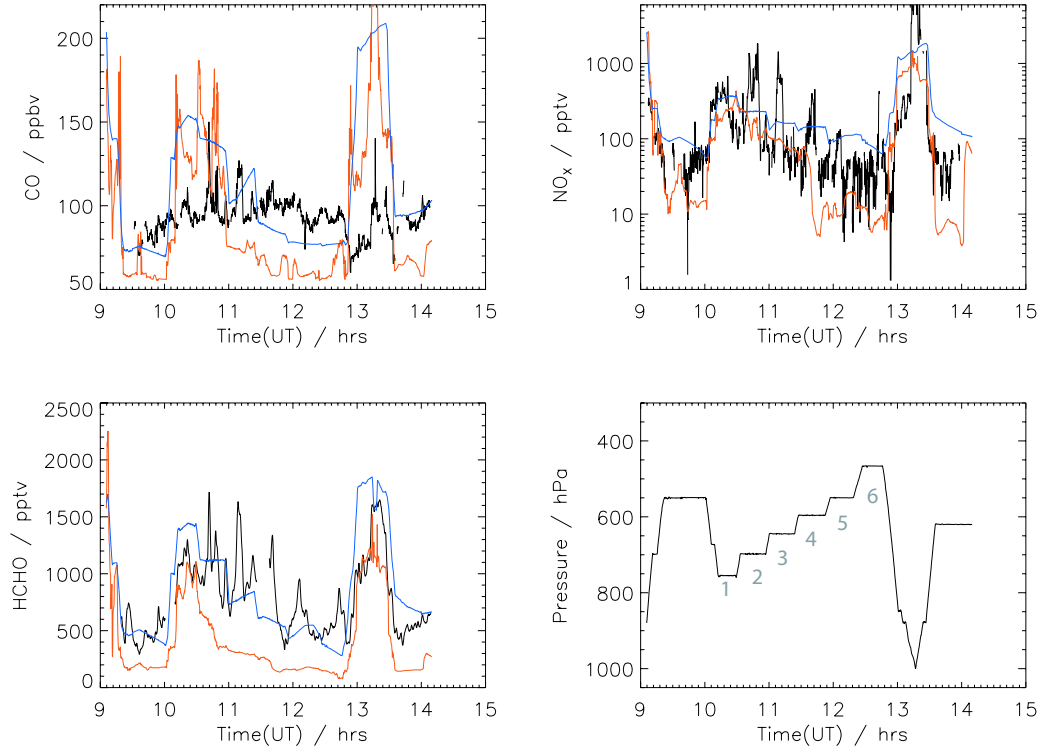 CO / ppbv
200
150
100
50
9 10 11 12 13 14 15
Time(UT) / hrs
NOx / pptv
1000
100
10
1
9 10 11 12 13 14 15
Time(UT) / hrs
HCHO / pptv
2500
2000
1500
1000
500
0
9 10 11 12 13 14 15
Time(UT) / hrs
Pressure / hPa
400
600
800
1000
1 2 3 4 5 6
9 10 11 12 13 14 15
Time(UT) / hrs